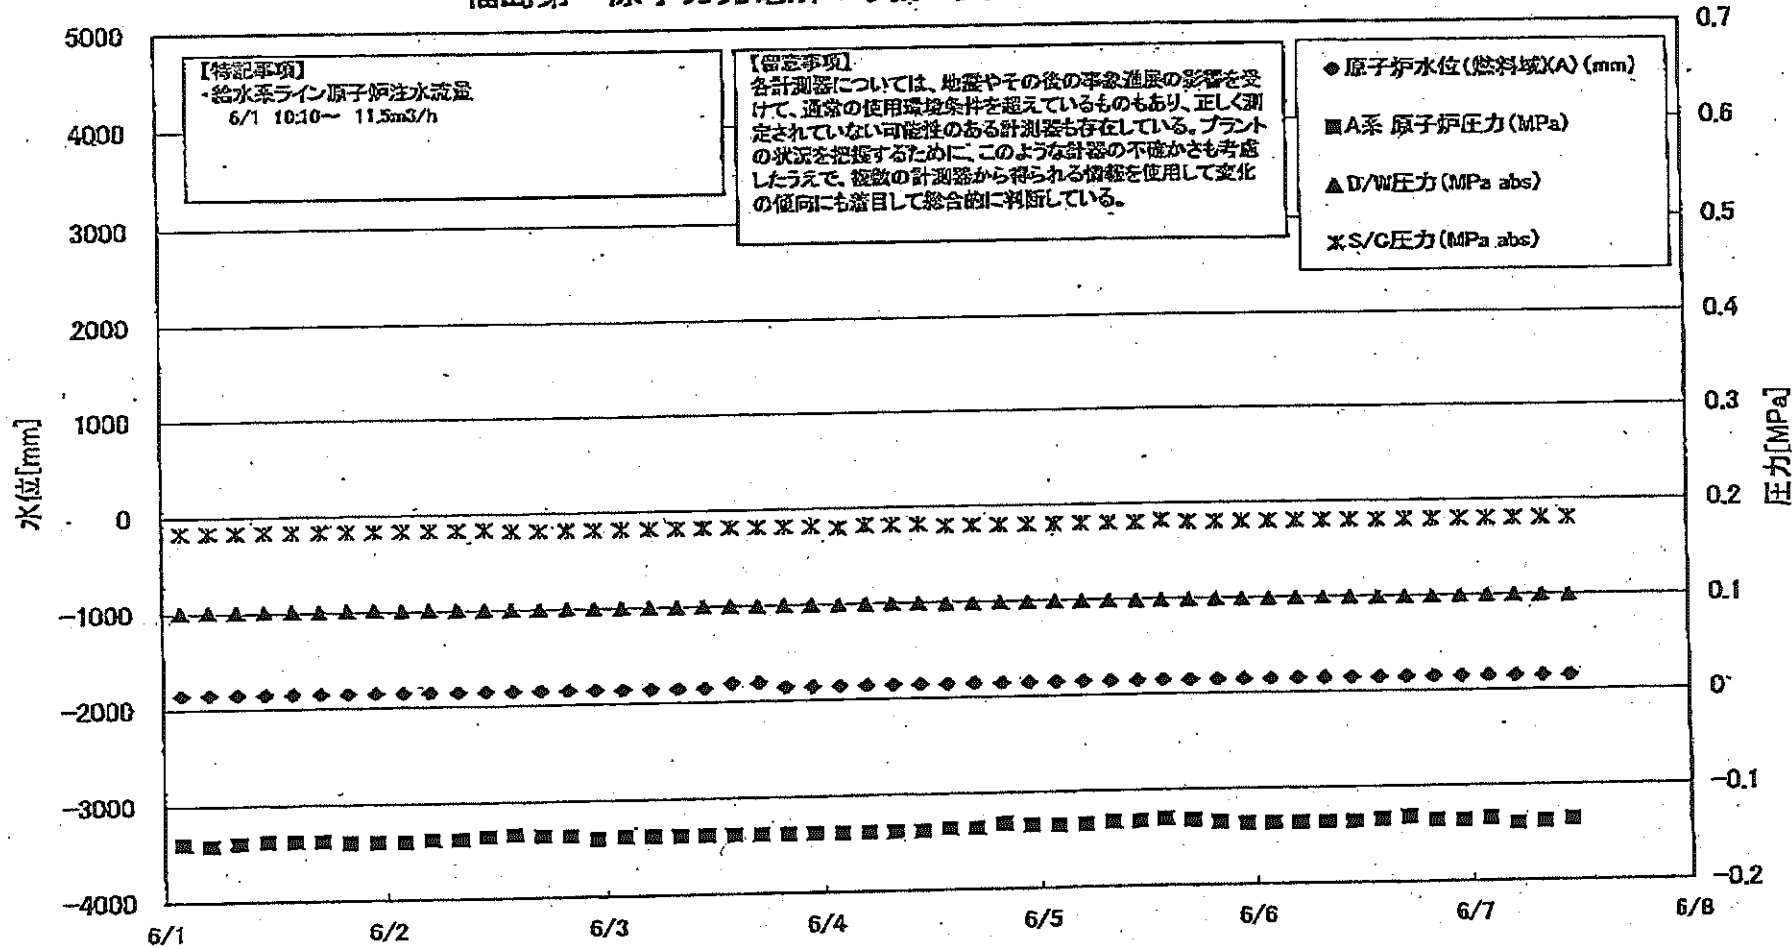 5000
4000
3000
2000
1000
0
-1000
-2000
-3000
-4000
水位[mm]
【特記事項】
・給水系ライン原子炉注水流量
6/1 10:10～ 11.5m3/h
【留意事項】
各計測器については、地震やその後の事象進展の影響を受
けて、通常の使用環境条件を超えているものもあり、正しく測
定されていない可能性のある計測器も存在している。プラント
の状況を把握するために、このような計器の不確かさも考慮
したうえで、複数の計測器から得られる情報を使用して変化
の傾向にも着目して総合的に判断している。
原子炉水位(燃料域)(A)(mm)
A系 原子炉圧力(MPa)
D/W圧力(MPa abs)
S/C圧力(MPa abs)
0.7
0.6
0.5
0.4
0.3
0.2
0.1
0
-0.1
-0.2
圧力[MPa]
6/1
6/2
6/3
6/4
6/5
6/6
6/7
6/8